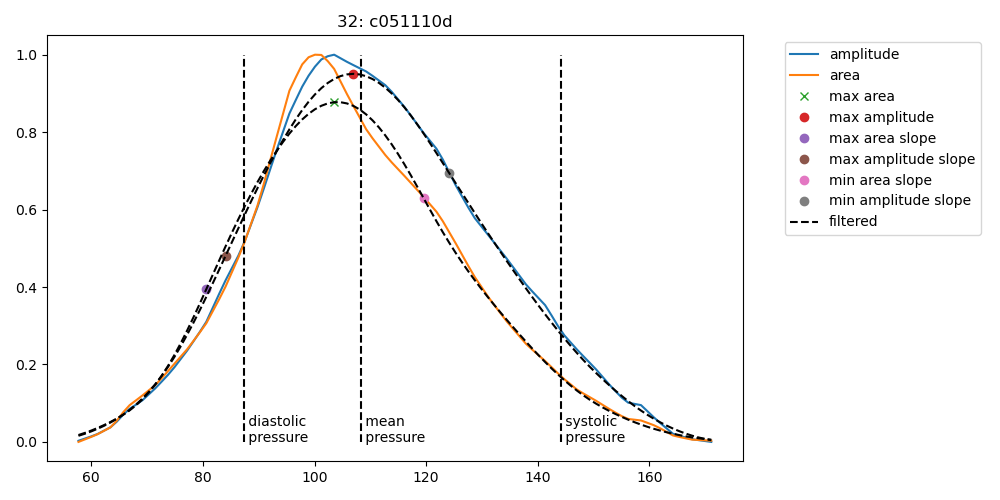 32: c051110d
1.0
0.8
0.6
0.4
0.2
0.0
60 80 100 120 140 160
diastolic
pressure
mean
pressure
systolic
pressure
amplitude
area
max area
max amplitude
max area slope
max amplitude slope
min area slope
min amplitude slope
filtered